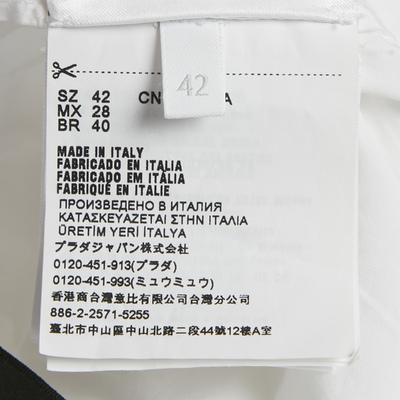 SZ 42 CN
MX 28
BR 40
42
MADE IN ITALY
FABRICADO EN ITALIA
FABRICADO EM ITÁLIA
FABRIQUÉ EN ITALIE
ПРОИЗВЕДЕНО В ИТАЛИЯ
ΚΑΤΑΣΚΕΥΑΖΕΤΑΙ ΣΤΗΝ ΙΤΑΛΙΑ
ÜRETİM YERİ İTALYA
プラダジャパン株式会社
0120-451-913(プラダ)
0120-451-993(ミュウミュウ)
香港商台灣意比有限公司台灣分公司
886-2-2571-5255
臺北市中山區中山北路二段44號12樓A室